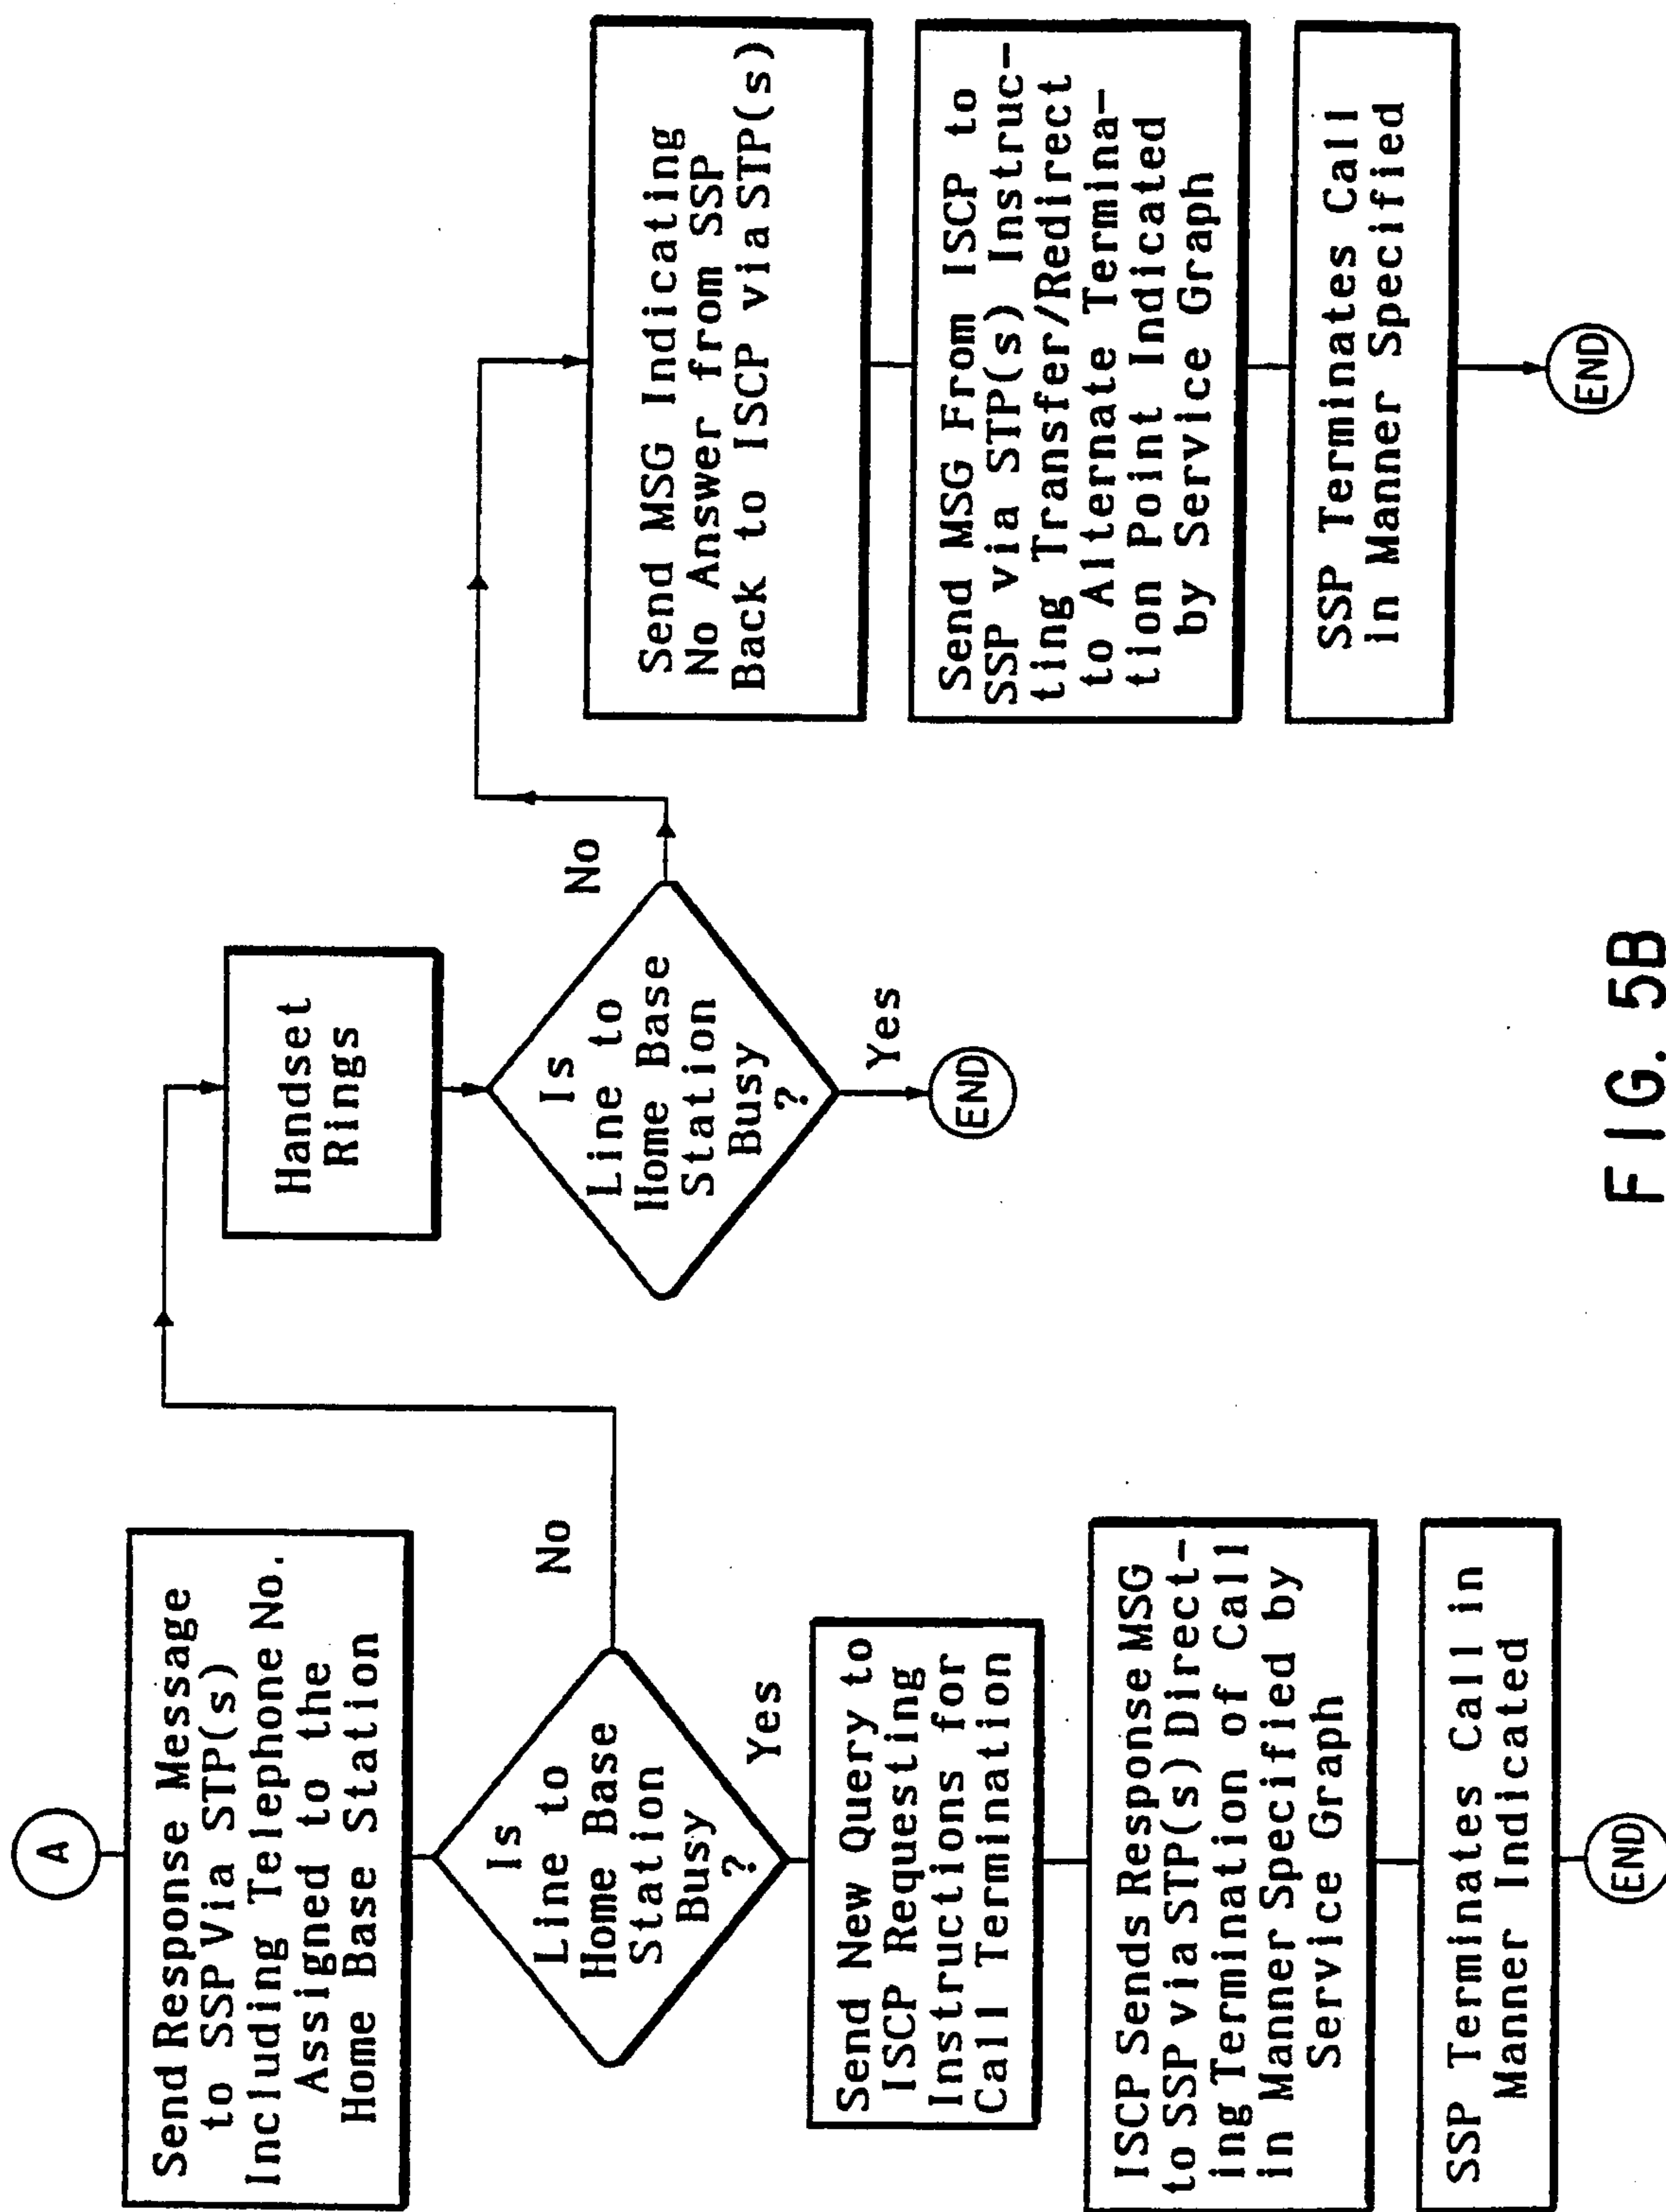 A
Send Response Message
to SSP Via STP(s)
Including Telephone No.
Assigned to the
Home Base Station
Is
Line to
Home Base
Station
Busy
?
No
Yes
Send New Query to
ISCP Requesting
Instructions for
Call Termination
ISCP Sends Response MSG
to SSP via STP(s) Direct-
ing Termination of Call
in Manner Specified by
Service Graph
SSP Terminates Call in
Manner Indicated
END
Handset
Rings
Is
Line to
Home Base
Station
Busy
?
No
Yes
END
Send MSG Indicating
No Answer from SSP
Back to ISCP via STP(s)
Send MSG From ISCP to
SSP via STP(s) Instruc-
ting Transfer/Redirect
to Alternate Termina-
tion Point Indicated
by Service Graph
SSP Terminates Call
in Manner Specified
END
FIG. 5B